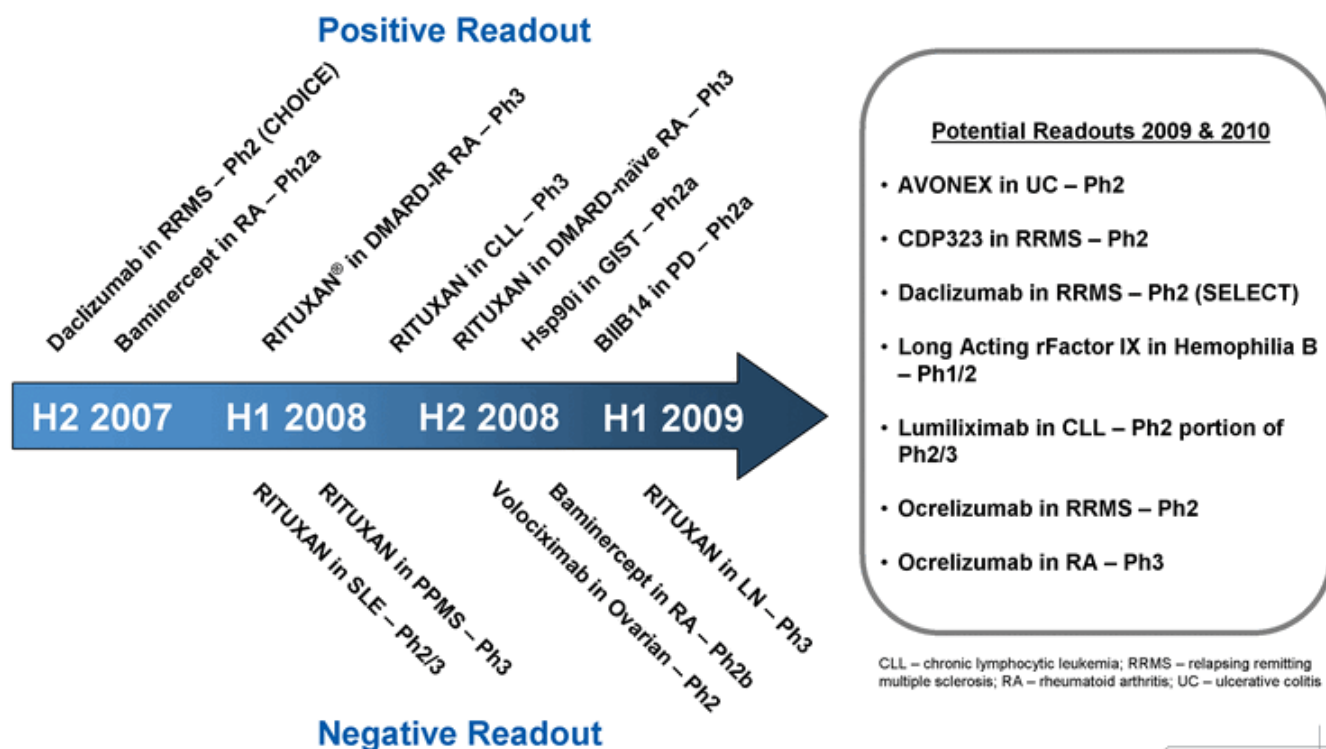 Positive Readout
Daclizumab in RRMS – Ph2 (CHOICE)
Baminercept in RA – Ph2a
RITUXAN® in DMARD-IR RA – Ph3
RITUXAN in CLL – Ph3
RITUXAN in DMARD-naïve RA – Ph3
Hsp90i in GIST – Ph2a
BIIB14 in PD – Ph2a
H2 2007
H1 2008
H2 2008
H1 2009
RITUXAN in SLE – Ph2/3
RITUXAN in PPMS – Ph3
Volociximab in Ovarian – Ph2
Baminercept in RA – Ph2b
RITUXAN in LN – Ph3
Negative Readout
Potential Readouts 2009 & 2010
• AVONEX in UC – Ph2
• CDP323 in RRMS – Ph2
• Daclizumab in RRMS – Ph2 (SELECT)
• Long Acting rFactor IX in Hemophilia B
– Ph1/2
• Lumiliximab in CLL – Ph2 portion of
Ph2/3
• Ocrelizumab in RRMS – Ph2
• Ocrelizumab in RA – Ph3
CLL – chronic lymphocytic leukemia; RRMS – relapsing remitting
multiple sclerosis; RA – rheumatoid arthritis; UC – ulcerative colitis